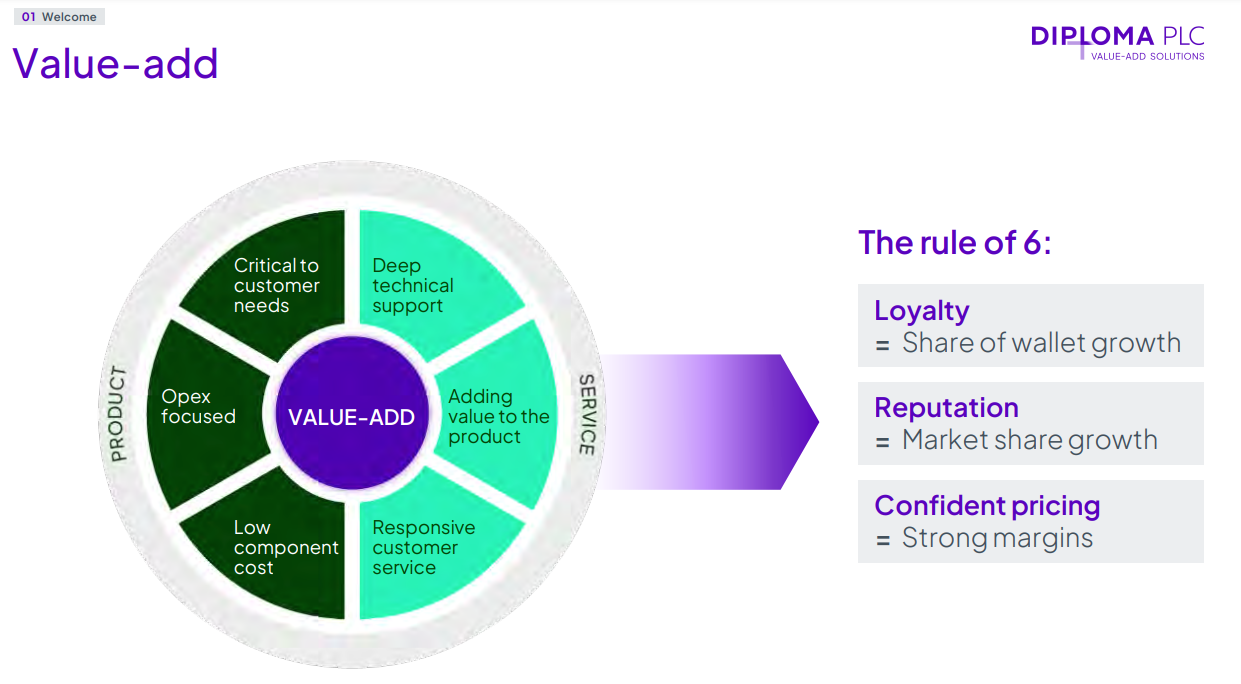 01 Welcome
Value-add
DIPLOMA PLC
VALUE-ADD SOLUTIONS
PRODUCT
Critical to
customer
needs
Opex
focused
Low
component
cost
VALUE-ADD
Deep
technical
support
Adding
value to the
product
Responsive
customer
service
SERVICE
The rule of 6:
Loyalty
= Share of wallet growth
Reputation
= Market share growth
Confident pricing
= Strong margins